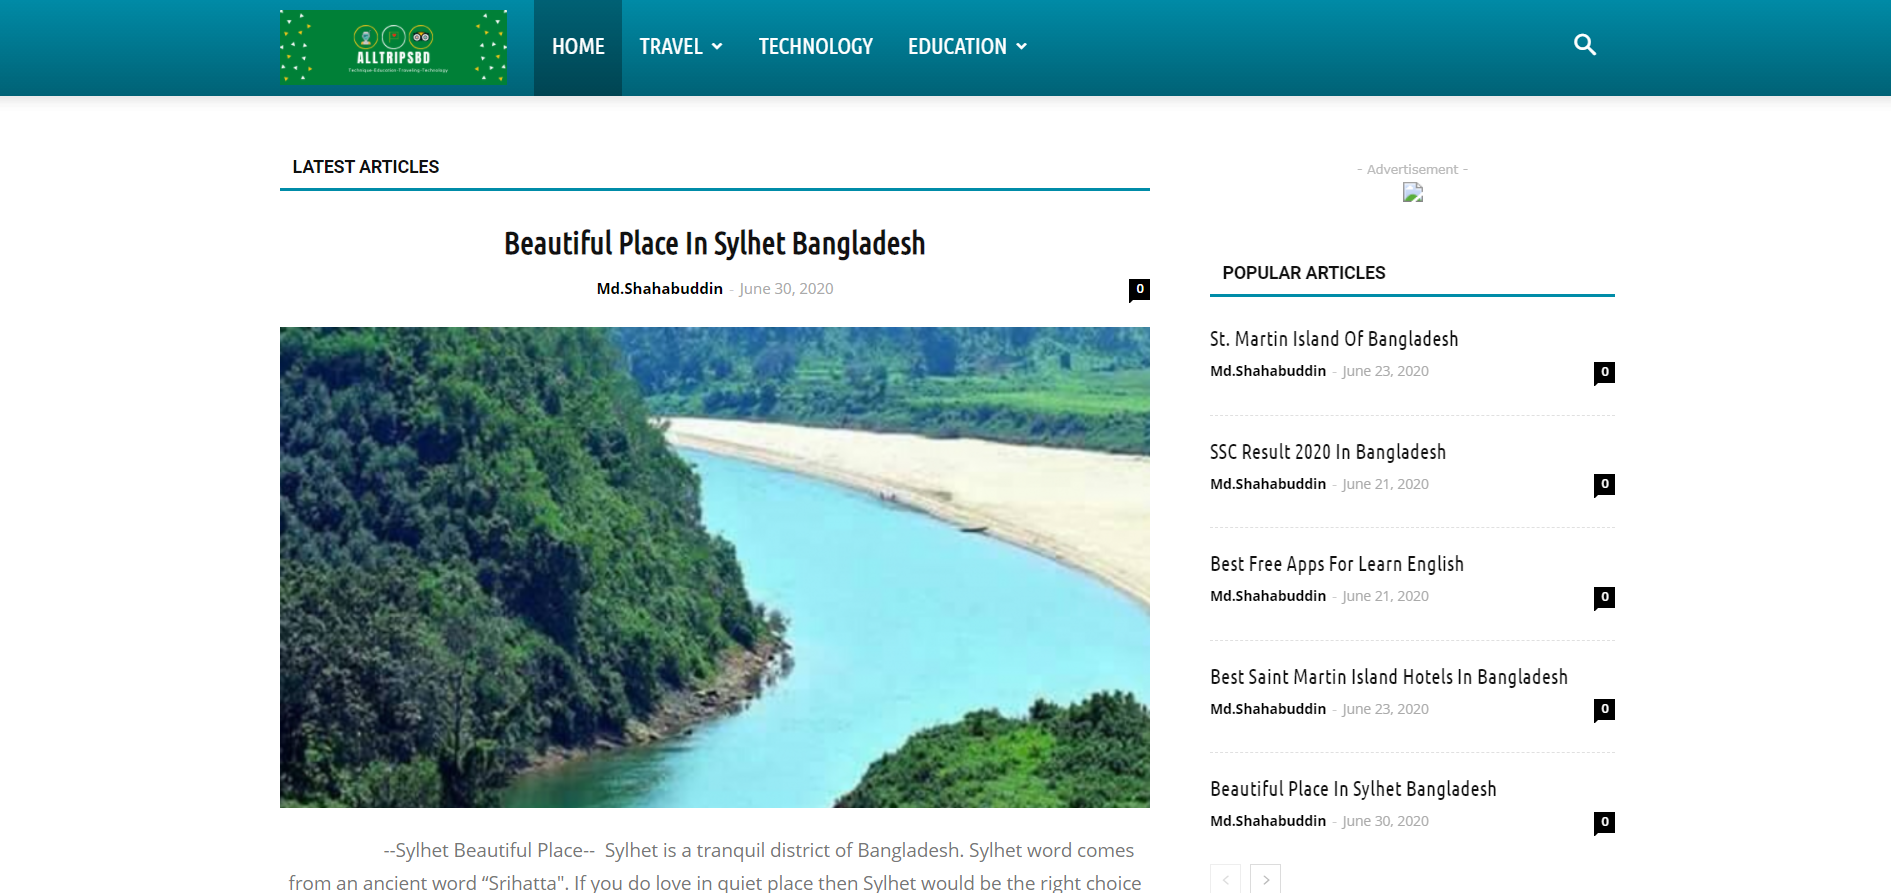 ALLTRIPSBD
Technique-Education-Traveling-Technology
HOME
TRAVEL
TECHNOLOGY
EDUCATION
LATEST ARTICLES
Beautiful Place In Sylhet Bangladesh
Md.Shahabuddin - June 30, 2020
0
--Sylhet Beautiful Place-- Sylhet is a tranquil district of Bangladesh. Sylhet word comes
from an ancient word “Srihatta". If you do love in quiet place then Sylhet would be the right choice
- Advertisement -
POPULAR ARTICLES
St. Martin Island Of Bangladesh
Md.Shahabuddin - June 23, 2020
0
SSC Result 2020 In Bangladesh
Md.Shahabuddin - June 21, 2020
0
Best Free Apps For Learn English
Md.Shahabuddin - June 21, 2020
0
Best Saint Martin Island Hotels In Bangladesh
Md.Shahabuddin - June 23, 2020
0
Beautiful Place In Sylhet Bangladesh
Md.Shahabuddin - June 30, 2020
0